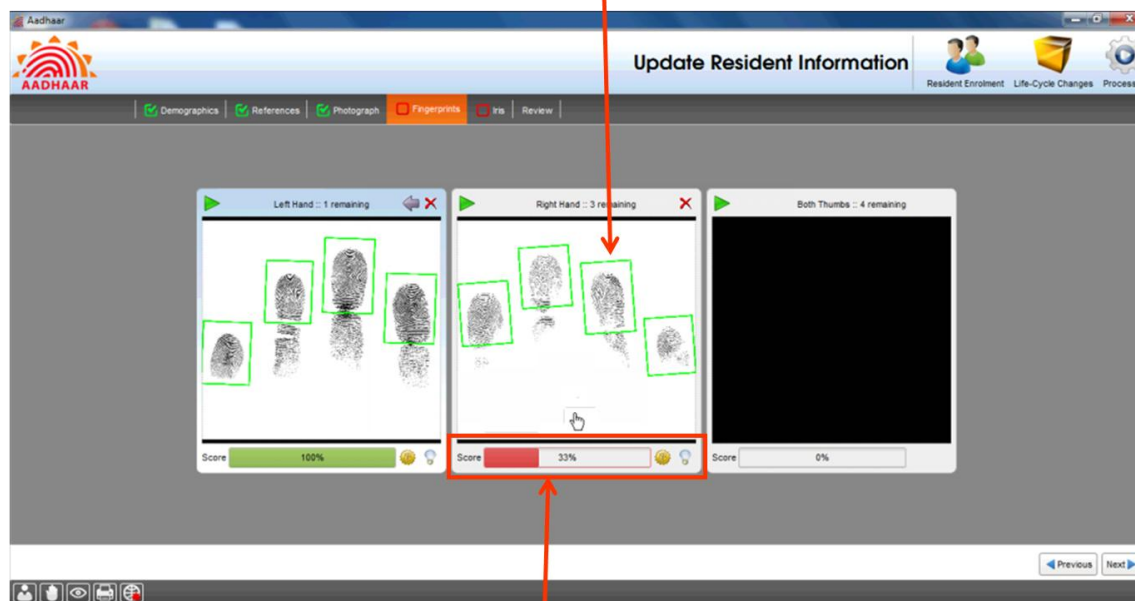 Aadhaar
AADHAAR
Update Resident Information
Resident Enrolment
Life-Cycle Changes
Demographics
References
Photograph
Fingerprints
Iris
Review
Left Hand :: 1 remaining
Right Hand :: 3 remaining
Both Thumbs :: 4 remaining
Score
100%
Score
33%
Score
0%
Previous
Next